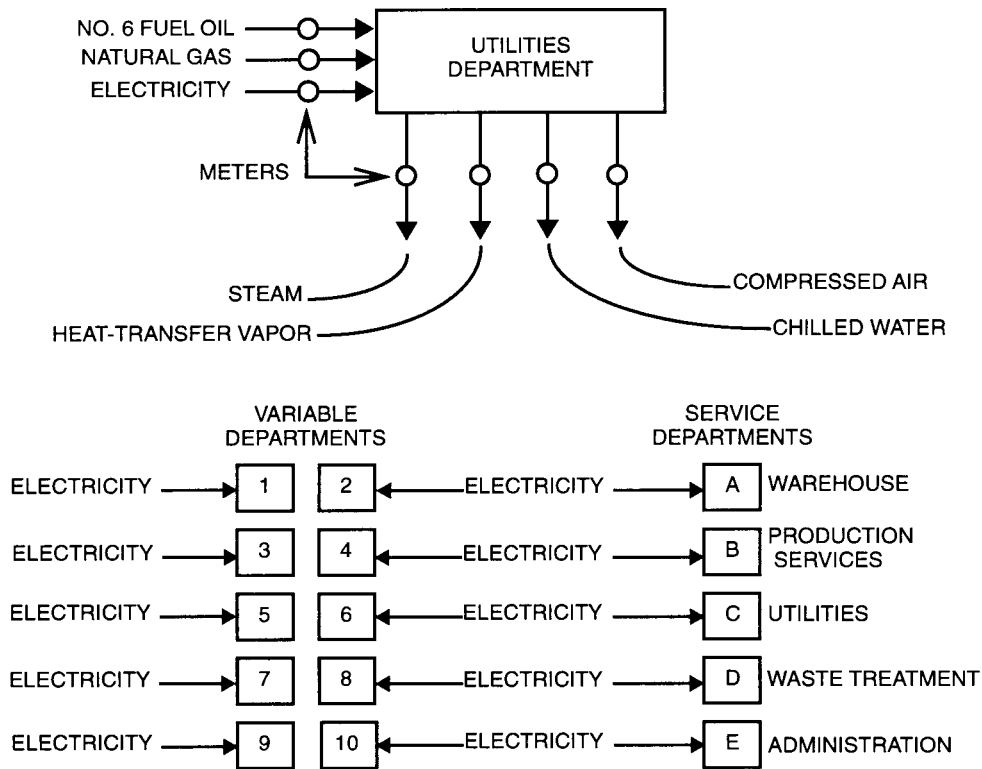 NO. 6 FUEL OIL
NATURAL GAS
ELECTRICITY
UTILITIES
DEPARTMENT
METERS
STEAM
HEAT-TRANSFER VAPOR
COMPRESSED AIR
CHILLED WATER
VARIABLE
DEPARTMENTS
SERVICE
DEPARTMENTS
ELECTRICITY 1 2 ELECTRICITY A WAREHOUSE
ELECTRICITY 3 4 ELECTRICITY B PRODUCTION
SERVICES
ELECTRICITY 5 6 ELECTRICITY C UTILITIES
ELECTRICITY 7 8 ELECTRICITY D WASTE TREATMENT
ELECTRICITY 9 10 ELECTRICITY E ADMINISTRATION